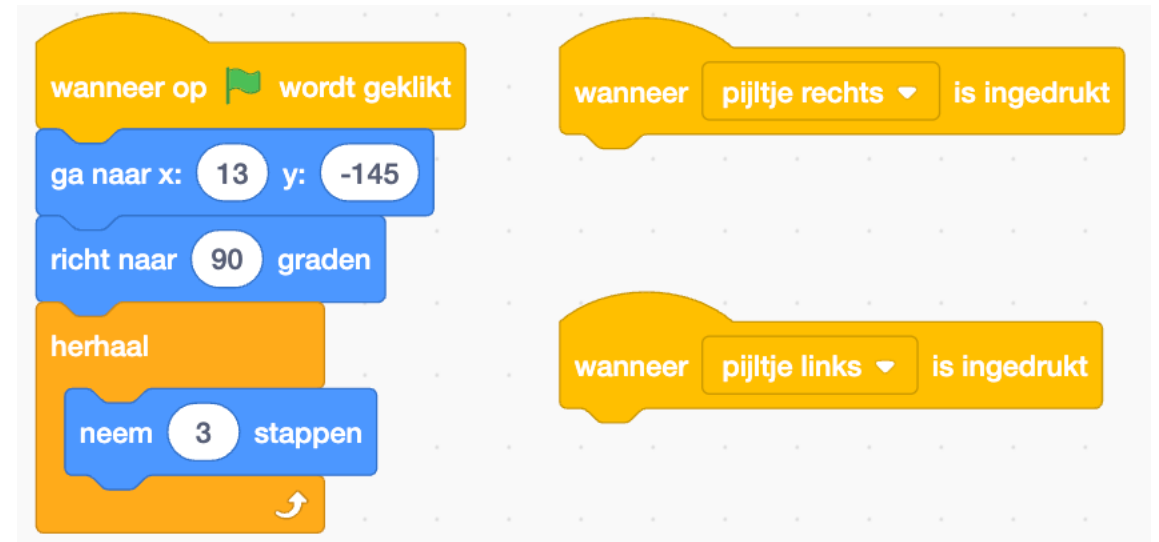 wanneer op wordt geklikt
ga naar x: 13 y: -145
richt naar 90 graden
herhaal
neem 3 stappen
wanneer pijltje rechts is ingedrukt
wanneer pijltje links is ingedrukt